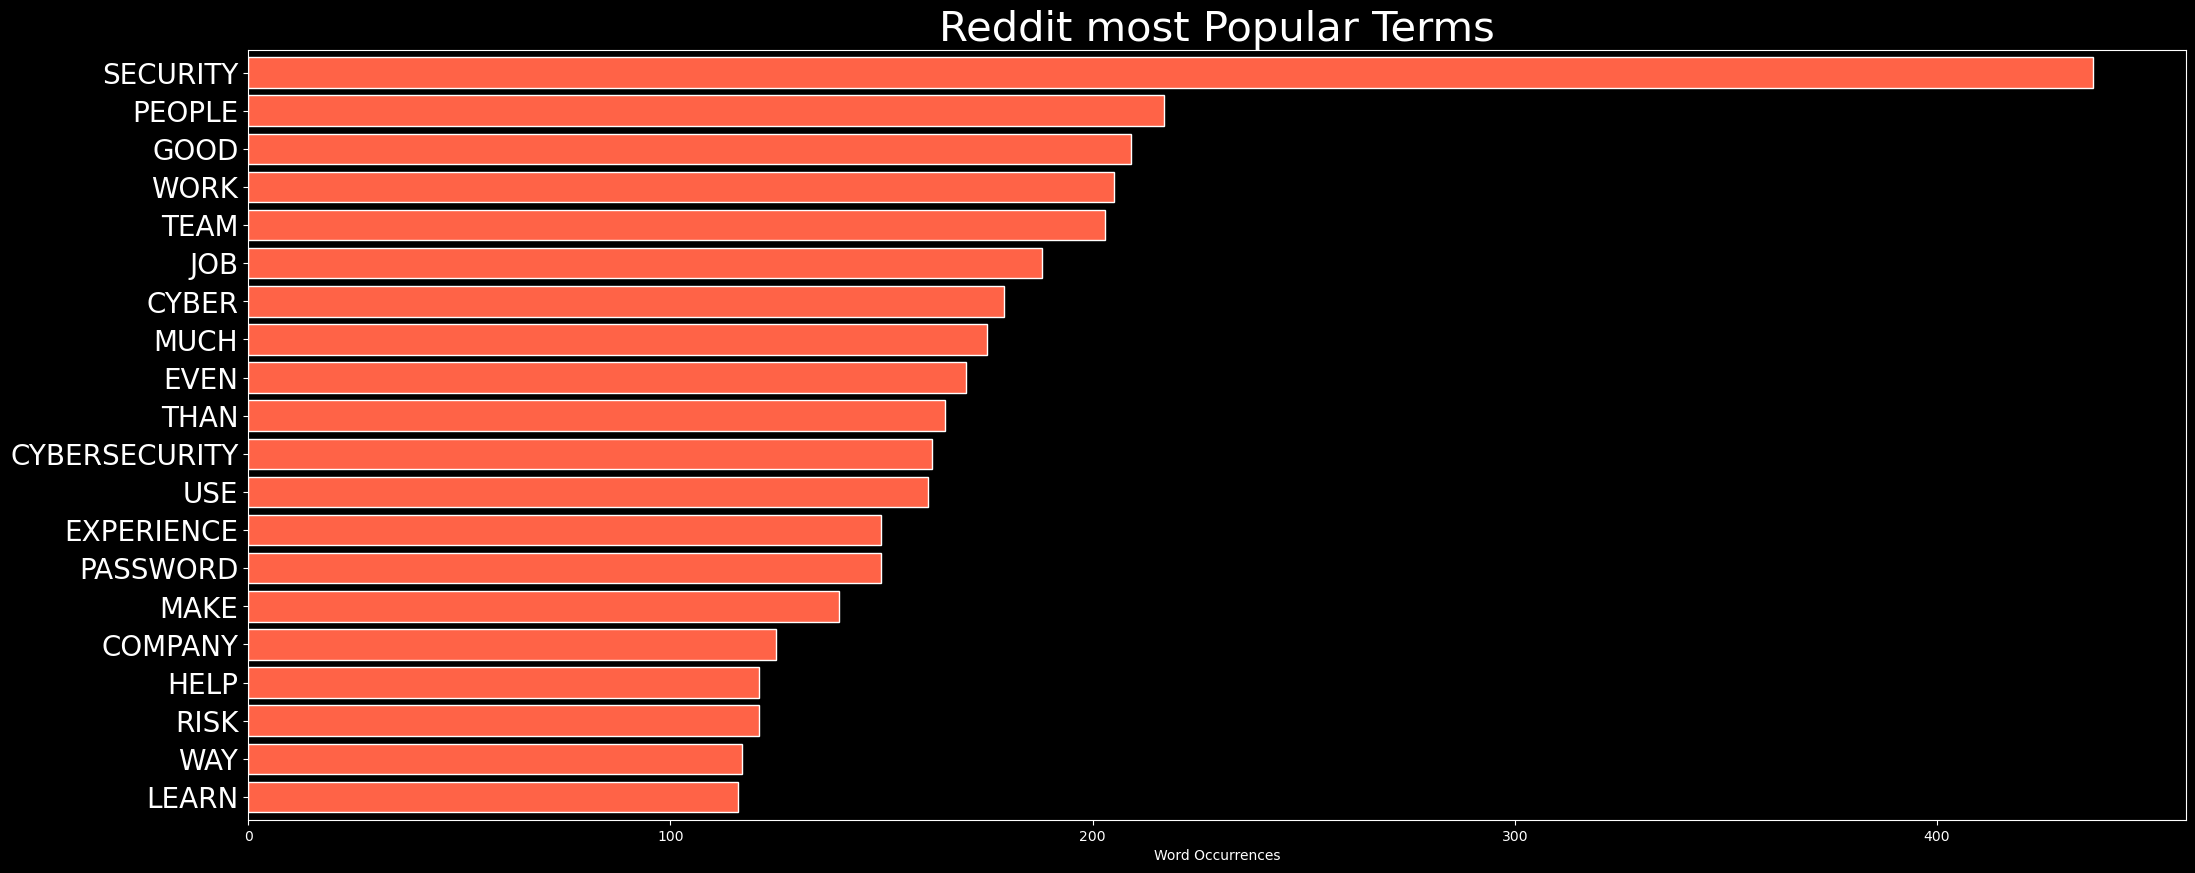 Reddit most Popular Terms
SECURITY
PEOPLE
GOOD
WORK
TEAM
JOB
CYBER
MUCH
EVEN
THAN
CYBERSECURITY
USE
EXPERIENCE
PASSWORD
MAKE
COMPANY
HELP
RISK
WAY
LEARN
0 100 200 300 400
Word Occurrences